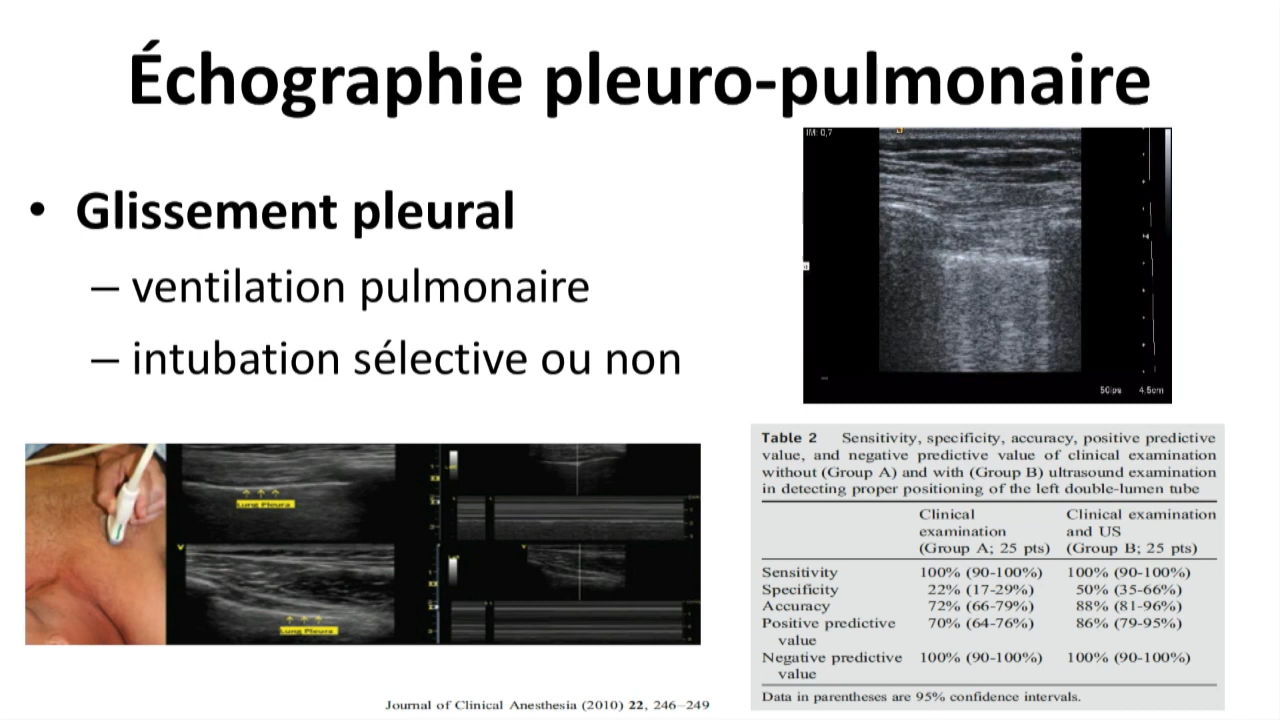 Échographie pleuro-pulmonaire
• Glissement pleural
– ventilation pulmonaire
– intubation sélective ou non
IM: 0,7
4.5cm
Lung Pleura
Lung Pleura
Table 2 Sensitivity, specificity, accuracy, positive predictive
value, and negative predictive value of clinical examination
without (Group A) and with (Group B) ultrasound examination
in detecting proper positioning of the left double-lumen tube
Clinical examination (Group A; 25 pts) Clinical examination and US (Group B; 25 pts)
Sensitivity 100% (90-100%) 100% (90-100%)
Specificity 22% (17-29%) 50% (35-66%)
Accuracy 72% (66-79%) 88% (81-96%)
Positive predictive value 70% (64-76%) 86% (79-95%)
Negative predictive value 100% (90-100%) 100% (90-100%)
Data in parentheses are 95% confidence intervals.
Journal of Clinical Anesthesia (2010) 22, 246–249